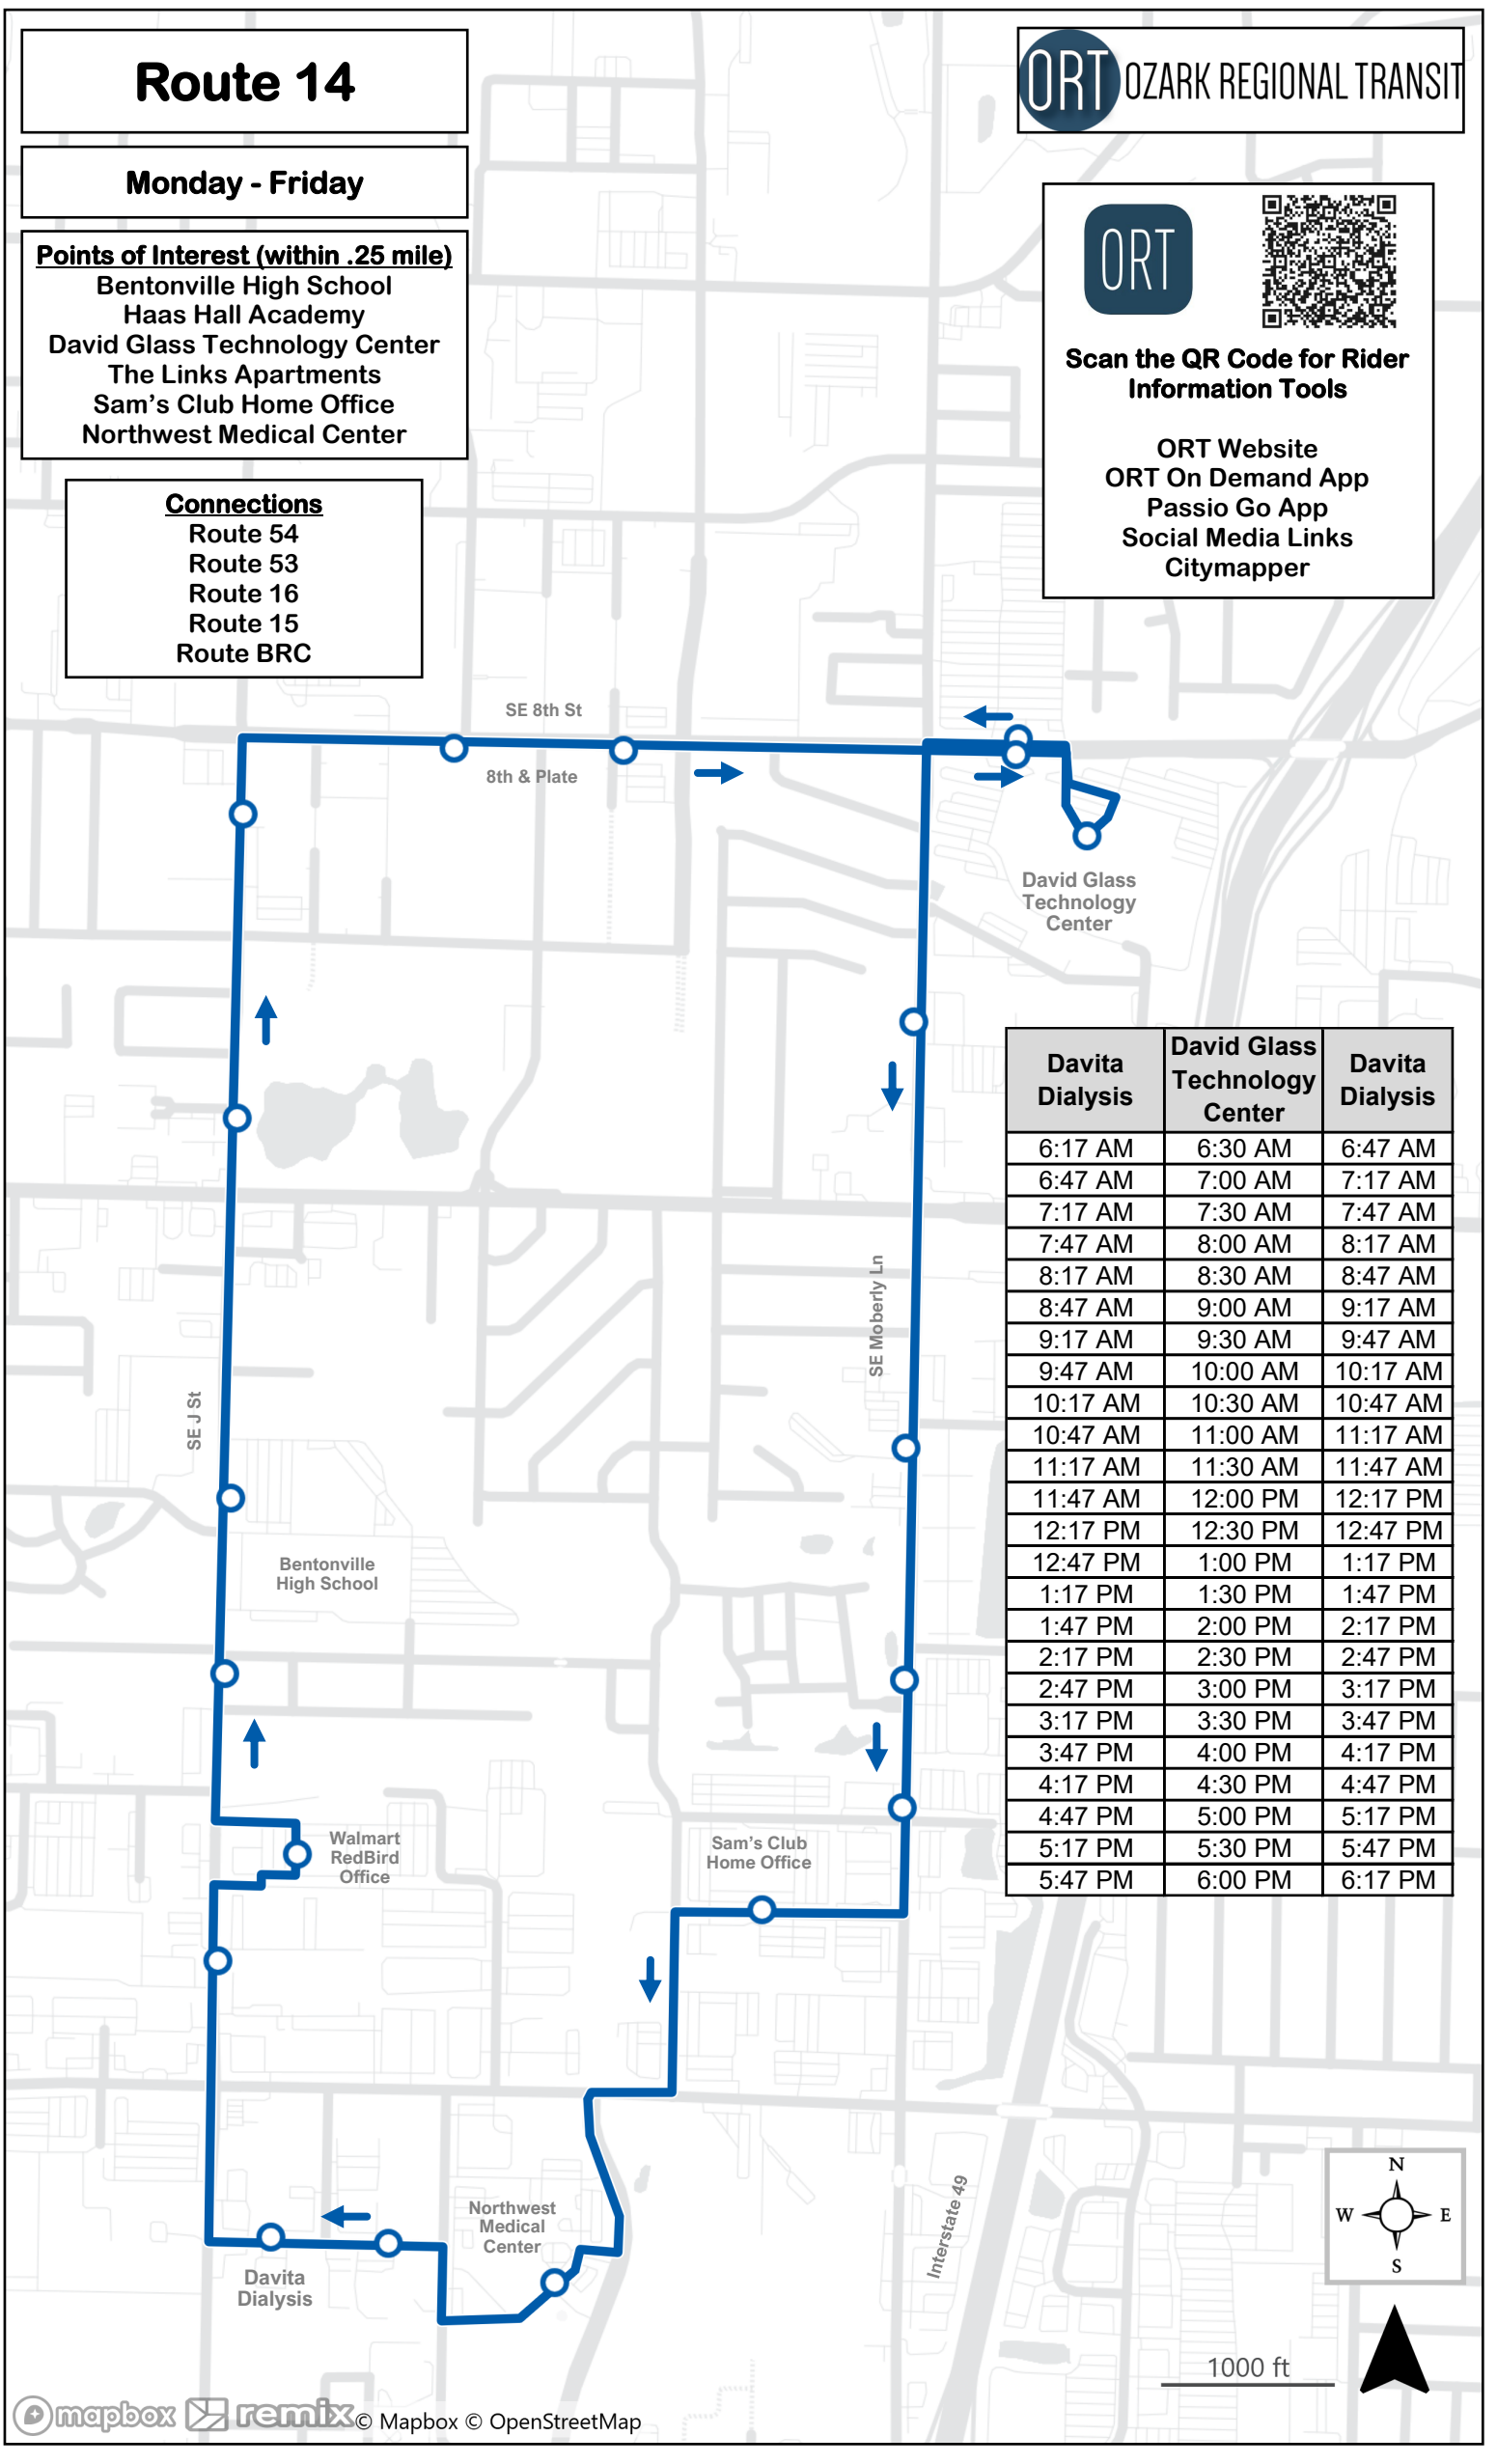 Route 14
Monday - Friday
Points of Interest (within .25 mile)
Bentonville High School
Haas Hall Academy
David Glass Technology Center
The Links Apartments
Sam's Club Home Office
Northwest Medical Center
Connections
Route 54
Route 53
Route 16
Route 15
Route BRC
ORT OZARK REGIONAL TRANSIT
ORT
Scan the QR Code for Rider
Information Tools
ORT Website
ORT On Demand App
Passio Go App
Social Media Links
Citymapper
SE 8th St
8th & Plate
David Glass
Technology
Center
SE Moberly Ln
SE J St
Bentonville
High School
Walmart
RedBird
Office
Sam's Club
Home Office
Northwest
Medical
Center
Davita
Dialysis
Interstate 49
Davita Dialysis David Glass Technology Center Davita Dialysis
6:17 AM 6:30 AM 6:47 AM
6:47 AM 7:00 AM 7:17 AM
7:17 AM 7:30 AM 7:47 AM
7:47 AM 8:00 AM 8:17 AM
8:17 AM 8:30 AM 8:47 AM
8:47 AM 9:00 AM 9:17 AM
9:17 AM 9:30 AM 9:47 AM
9:47 AM 10:00 AM 10:17 AM
10:17 AM 10:30 AM 10:47 AM
10:47 AM 11:00 AM 11:17 AM
11:17 AM 11:30 AM 11:47 AM
11:47 AM 12:00 PM 12:17 PM
12:17 PM 12:30 PM 12:47 PM
12:47 PM 1:00 PM 1:17 PM
1:17 PM 1:30 PM 1:47 PM
1:47 PM 2:00 PM 2:17 PM
2:17 PM 2:30 PM 2:47 PM
2:47 PM 3:00 PM 3:17 PM
3:17 PM 3:30 PM 3:47 PM
3:47 PM 4:00 PM 4:17 PM
4:17 PM 4:30 PM 4:47 PM
4:47 PM 5:00 PM 5:17 PM
5:17 PM 5:30 PM 5:47 PM
5:47 PM 6:00 PM 6:17 PM
N
W E
S
1000 ft
mapbox remix © Mapbox © OpenStreetMap